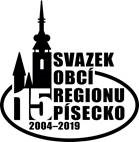 SVAZEK
OBCÍ
REGIONU
15 PÍSECKO
2004–2019